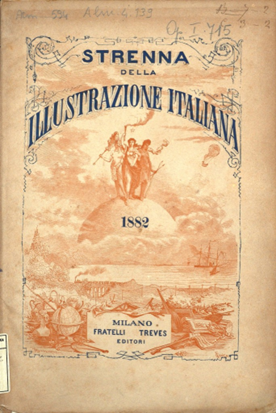 STRENNA
DELLA
ILLUSTRAZIONE ITALIANA
1882
MILANO
FRATELLI TREVES
EDITORI